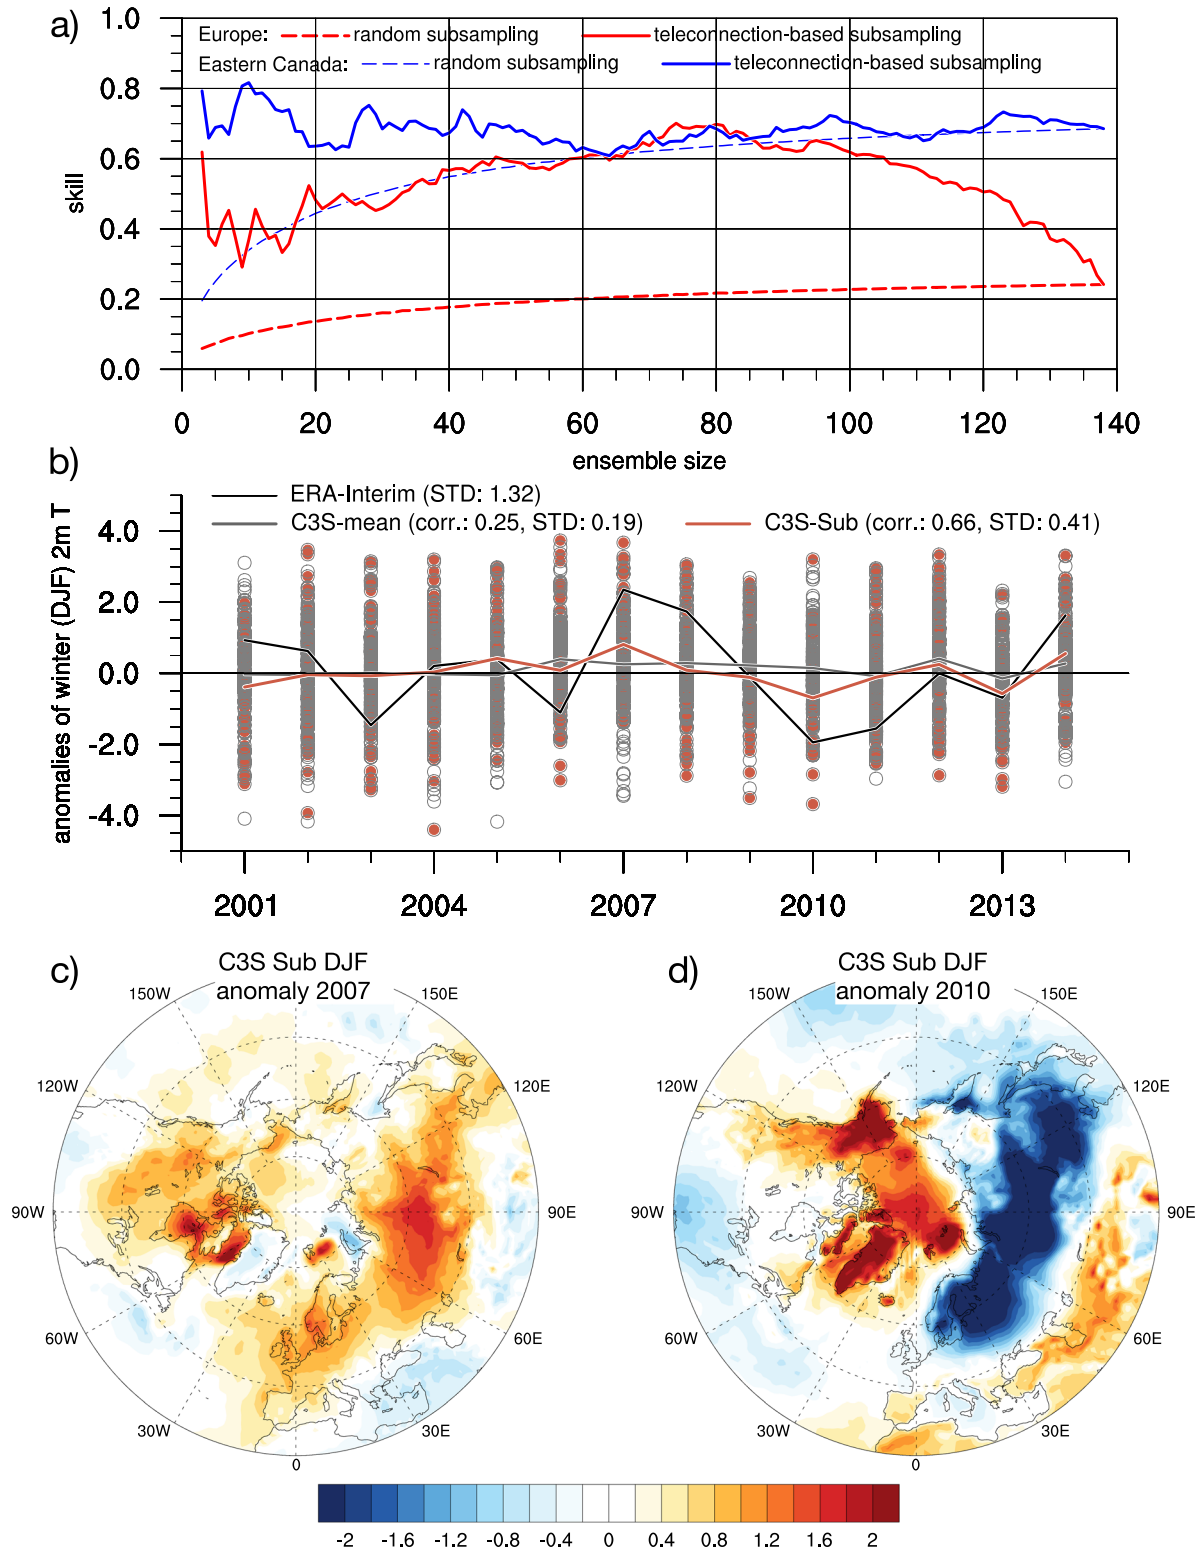 a)
1.0
0.8
0.6
0.4
0.2
0.0
skill
Europe: random subsampling teleconnection-based subsampling
Eastern Canada: random subsampling teleconnection-based subsampling
0 20 40 60 80 100 120 140
ensemble size
b)
4.0
2.0
0.0
-2.0
-4.0
anomalies of winter (DJF) 2m T
ERA-Interim (STD: 1.32)
C3S-mean (corr.: 0.25, STD: 0.19) C3S-Sub (corr.: 0.66, STD: 0.41)
2001 2004 2007 2010 2013
c)
C3S Sub DJF
anomaly 2007
150W 150E
120W 120E
90W 90E
60W 60E
30W 30E
0
d)
C3S Sub DJF
anomaly 2010
150W 150E
120W 120E
90W 90E
60W 60E
30W 30E
0
-2 -1.6 -1.2 -0.8 -0.4 0 0.4 0.8 1.2 1.6 2